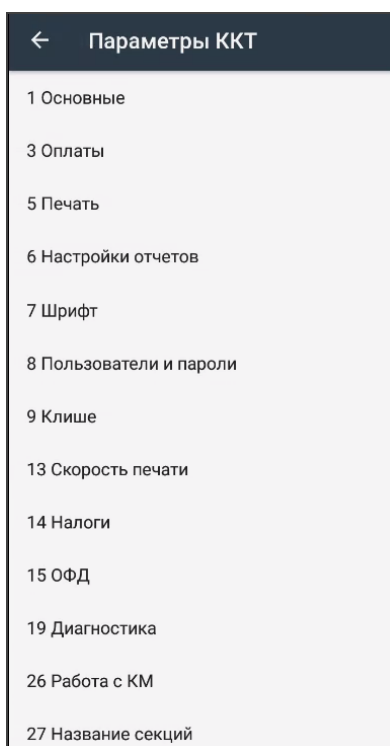 Параметры ККТ
1 Основные
3 Оплаты
5 Печать
6 Настройки отчетов
7 Шрифт
8 Пользователи и пароли
9 Клише
13 Скорость печати
14 Налоги
15 ОФД
19 Диагностика
26 Работа с КМ
27 Название секций